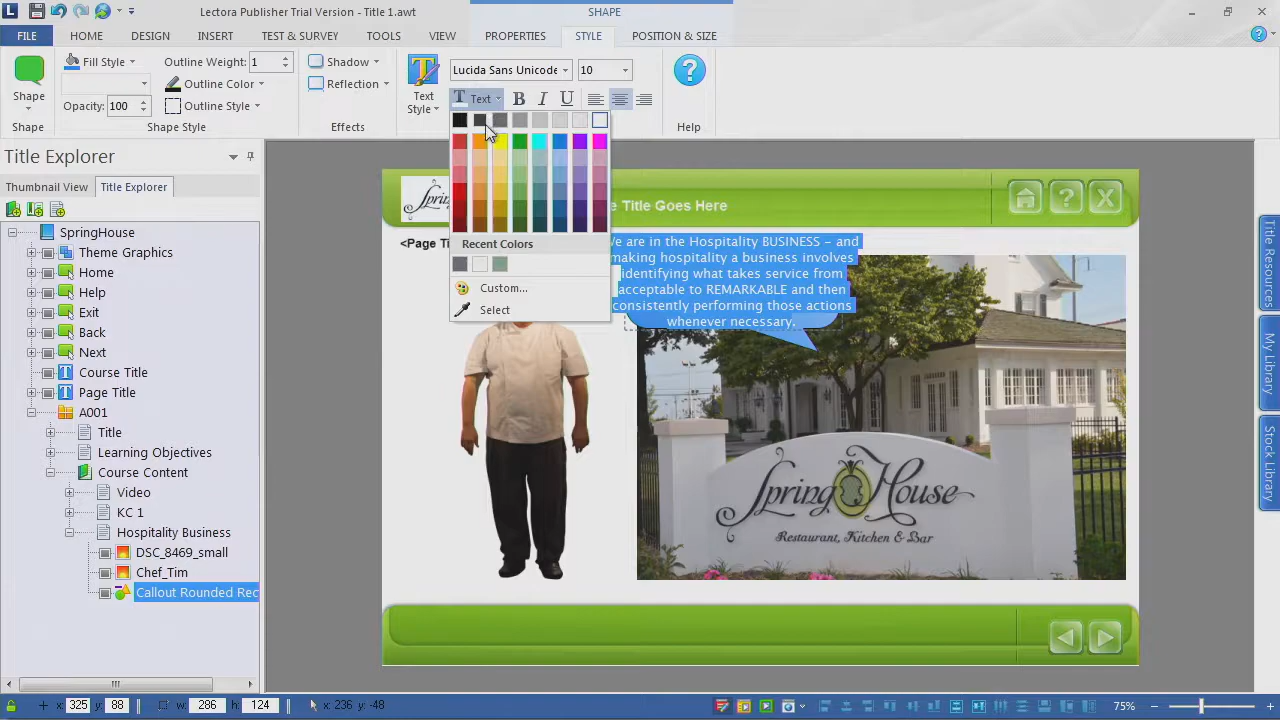 Lectora Publisher Trial Version - Title 1.awt
SHAPE
FILE
HOME
DESIGN
INSERT
TEST & SURVEY
TOOLS
VIEW
PROPERTIES
STYLE
POSITION & SIZE
Shape
Shape
Fill Style
Opacity: 100
Outline Weight: 1
Outline Color
Outline Style
Shape Style
Shadow
Reflection
Effects
Text
Style
Lucida Sans Unicode
10
Text
B I U
Help
Recent Colors
Custom...
Select
Title Explorer
Thumbnail View
Title Explorer
SpringHouse
Theme Graphics
Home
Help
Exit
Back
Next
Course Title
Page Title
A001
Title
Learning Objectives
Course Content
Video
KC 1
Hospitality Business
DSC_8469_small
Chef_Tim
Callout Rounded Rec
e Title Goes Here
<Page Ti
We are in the Hospitality BUSINESS – and
making hospitality a business involves
identifying what takes service from
acceptable to REMARKABLE and then
consistently performing those actions
whenever necessary.
Spring House
Restaurant, Kitchen & Bar
Title Resources
My Library
Stock Library
x: 325 y: 88 w: 286 h: 124 x: 236 y: -48
75%